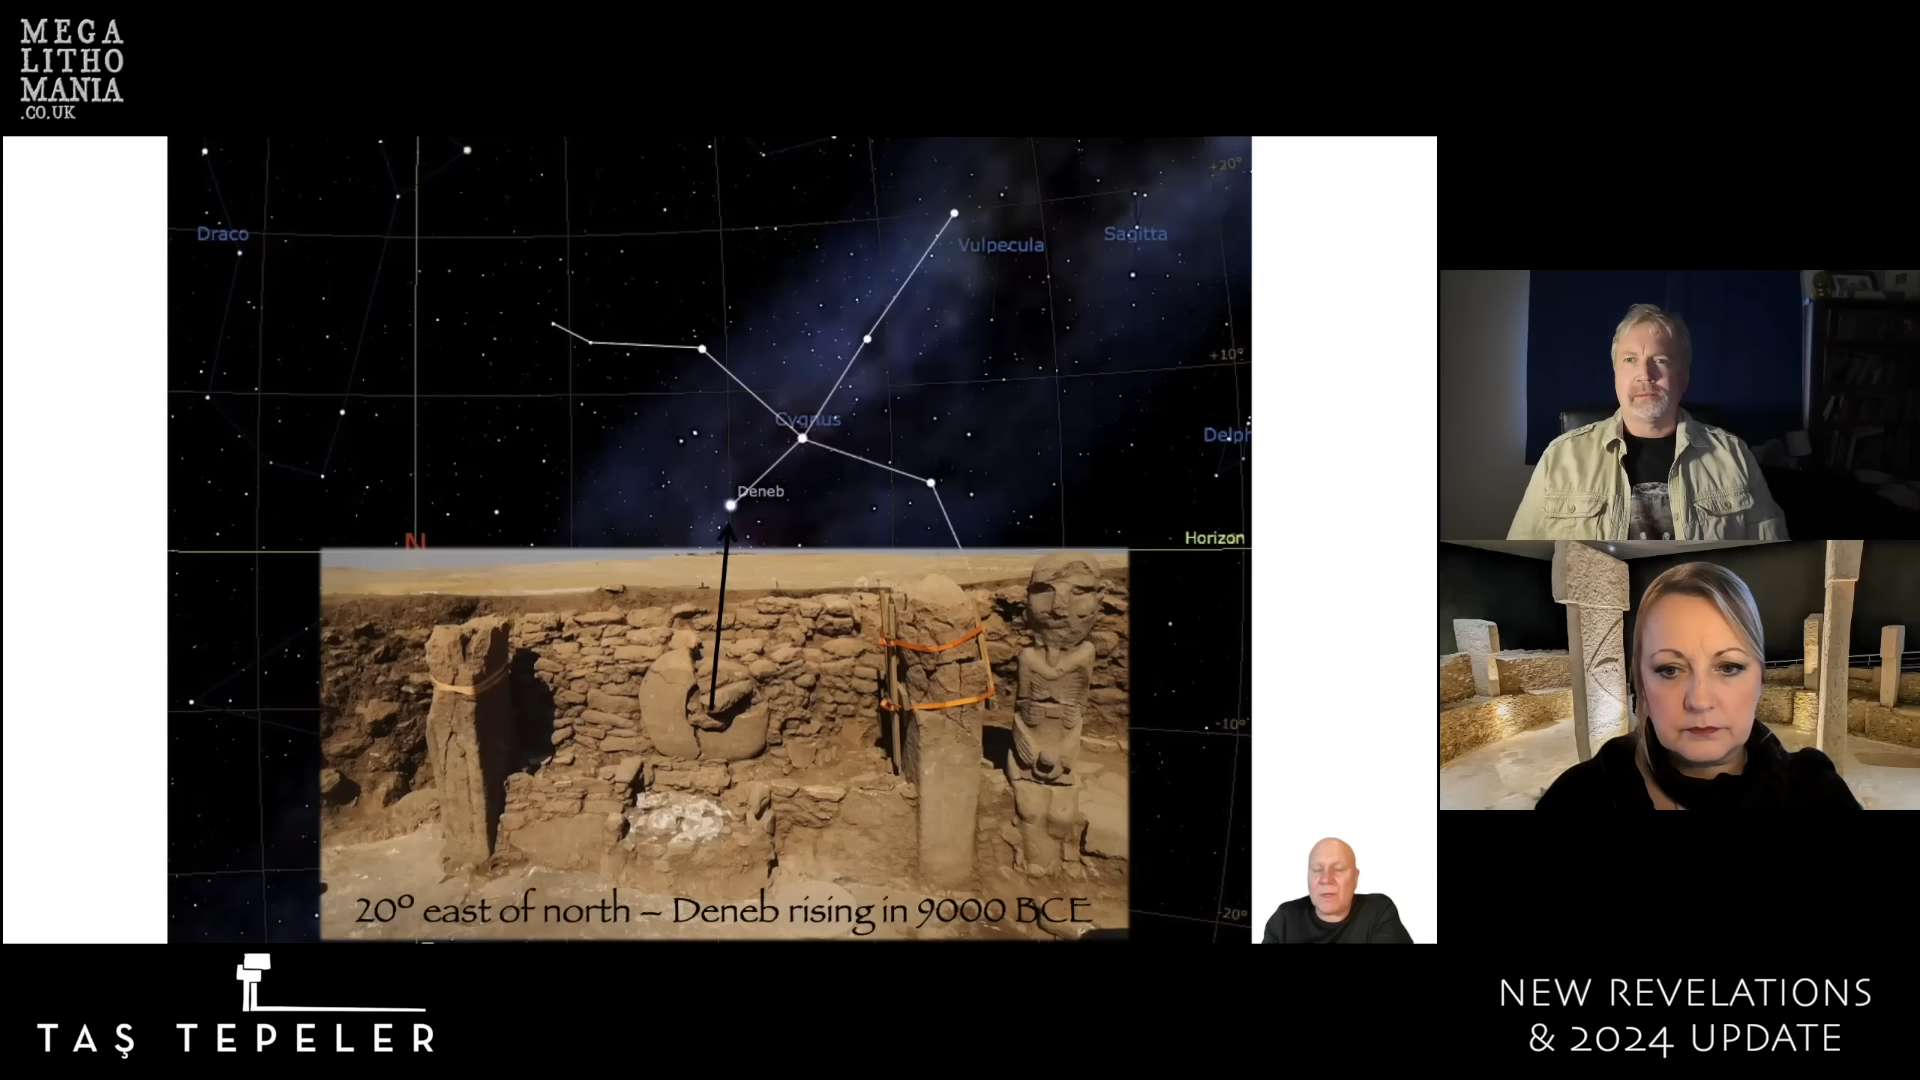 MEGA
LITHO
MANIA
.CO.UK
+20°
Draco
Vulpecula
Sagitta
+10°
Cygnus
Delph
Deneb
N
Horizon
-10°
20° east of north – Deneb rising in 9000 BCE
-20°
TAŞ TEPELER
NEW REVELATIONS
& 2024 UPDATE